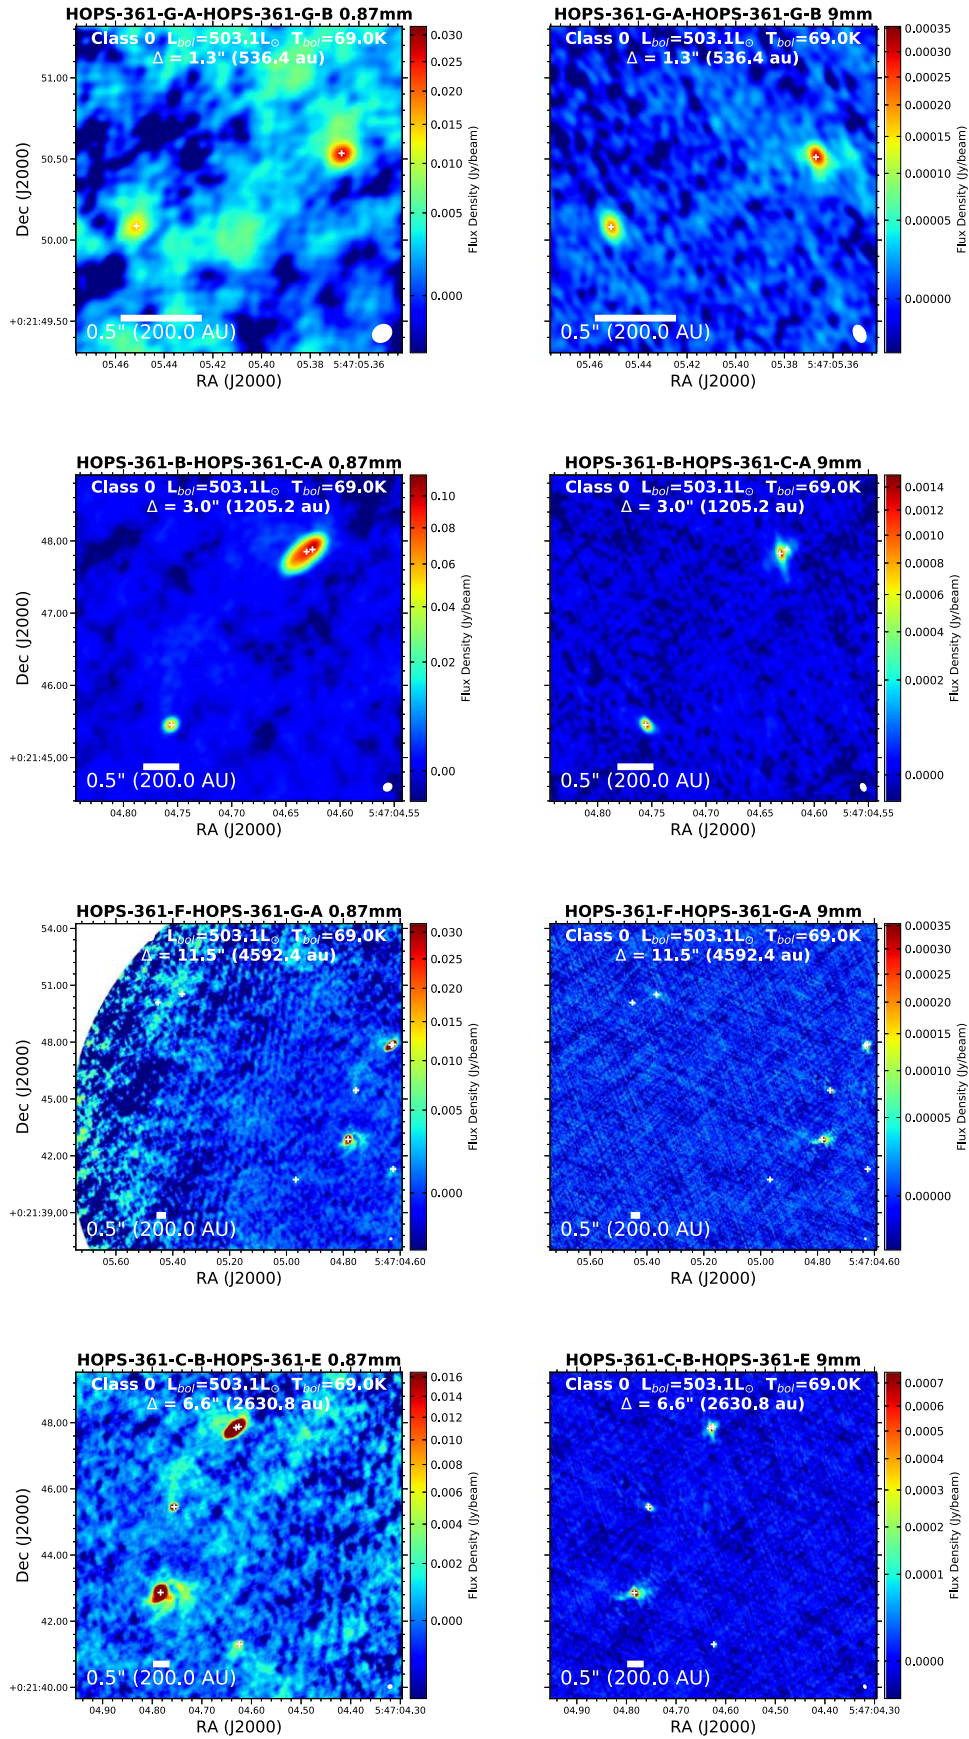 HOPS-361-G-A-HOPS-361-G-B 0.87mm
Class 0 L_bol=503.1L⊙ T_bol=69.0K
Δ = 1.3" (536.4 au)
51.00
50.50
50.00
+0:21:49.50
Dec (J2000)
0.5" (200.0 AU)
05.46 05.44 05.42 05.40 05.38 5:47:05.36
RA (J2000)
0.030
0.025
0.020
0.015
0.010
0.005
0.000
Flux Density (Jy/beam)
HOPS-361-G-A-HOPS-361-G-B 9mm
Class 0 L_bol=503.1L⊙ T_bol=69.0K
Δ = 1.3" (536.4 au)
0.5" (200.0 AU)
05.46 05.44 05.42 05.40 05.38 5:47:05.36
RA (J2000)
0.00035
0.00030
0.00025
0.00020
0.00015
0.00010
0.00005
0.00000
Flux Density (Jy/beam)
HOPS-361-B-HOPS-361-C-A 0.87mm
Class 0 L_bol=503.1L⊙ T_bol=69.0K
Δ = 3.0" (1205.2 au)
48.00
47.00
46.00
+0:21:45.00
Dec (J2000)
0.5" (200.0 AU)
04.80 04.75 04.70 04.65 04.60 5:47:04.55
RA (J2000)
0.10
0.08
0.06
0.04
0.02
0.00
Flux Density (Jy/beam)
HOPS-361-B-HOPS-361-C-A 9mm
Class 0 L_bol=503.1L⊙ T_bol=69.0K
Δ = 3.0" (1205.2 au)
0.5" (200.0 AU)
04.80 04.75 04.70 04.65 04.60 5:47:04.55
RA (J2000)
0.0014
0.0012
0.0010
0.0008
0.0006
0.0004
0.0002
0.0000
Flux Density (Jy/beam)
HOPS-361-F-HOPS-361-G-A 0.87mm
L_bol=503.1L⊙ T_bol=69.0K
Δ = 11.5" (4592.4 au)
54.00
51.00
48.00
45.00
42.00
+0:21:39.00
Dec (J2000)
0.5" (200.0 AU)
05.60 05.40 05.20 05.00 04.80 5:47:04.60
RA (J2000)
0.030
0.025
0.020
0.015
0.010
0.005
0.000
Flux Density (Jy/beam)
HOPS-361-F-HOPS-361-G-A 9mm
Class 0 L_bol=503.1L⊙ T_bol=69.0K
Δ = 11.5" (4592.4 au)
0.5" (200.0 AU)
05.60 05.40 05.20 05.00 04.80 5:47:04.60
RA (J2000)
0.00035
0.00030
0.00025
0.00020
0.00015
0.00010
0.00005
0.00000
Flux Density (Jy/beam)
HOPS-361-C-B-HOPS-361-E 0.87mm
Class 0 L_bol=503.1L⊙ T_bol=69.0K
Δ = 6.6" (2630.8 au)
48.00
46.00
44.00
42.00
+0:21:40.00
Dec (J2000)
0.5" (200.0 AU)
04.90 04.80 04.70 04.60 04.50 04.40 5:47:04.30
RA (J2000)
0.016
0.014
0.012
0.010
0.008
0.006
0.004
0.002
0.000
Flux Density (Jy/beam)
HOPS-361-C-B-HOPS-361-E 9mm
Class 0 L_bol=503.1L⊙ T_bol=69.0K
Δ = 6.6" (2630.8 au)
0.5" (200.0 AU)
04.90 04.80 04.70 04.60 04.50 04.40 5:47:04.30
RA (J2000)
0.0007
0.0006
0.0005
0.0004
0.0003
0.0002
0.0001
0.0000
Flux Density (Jy/beam)